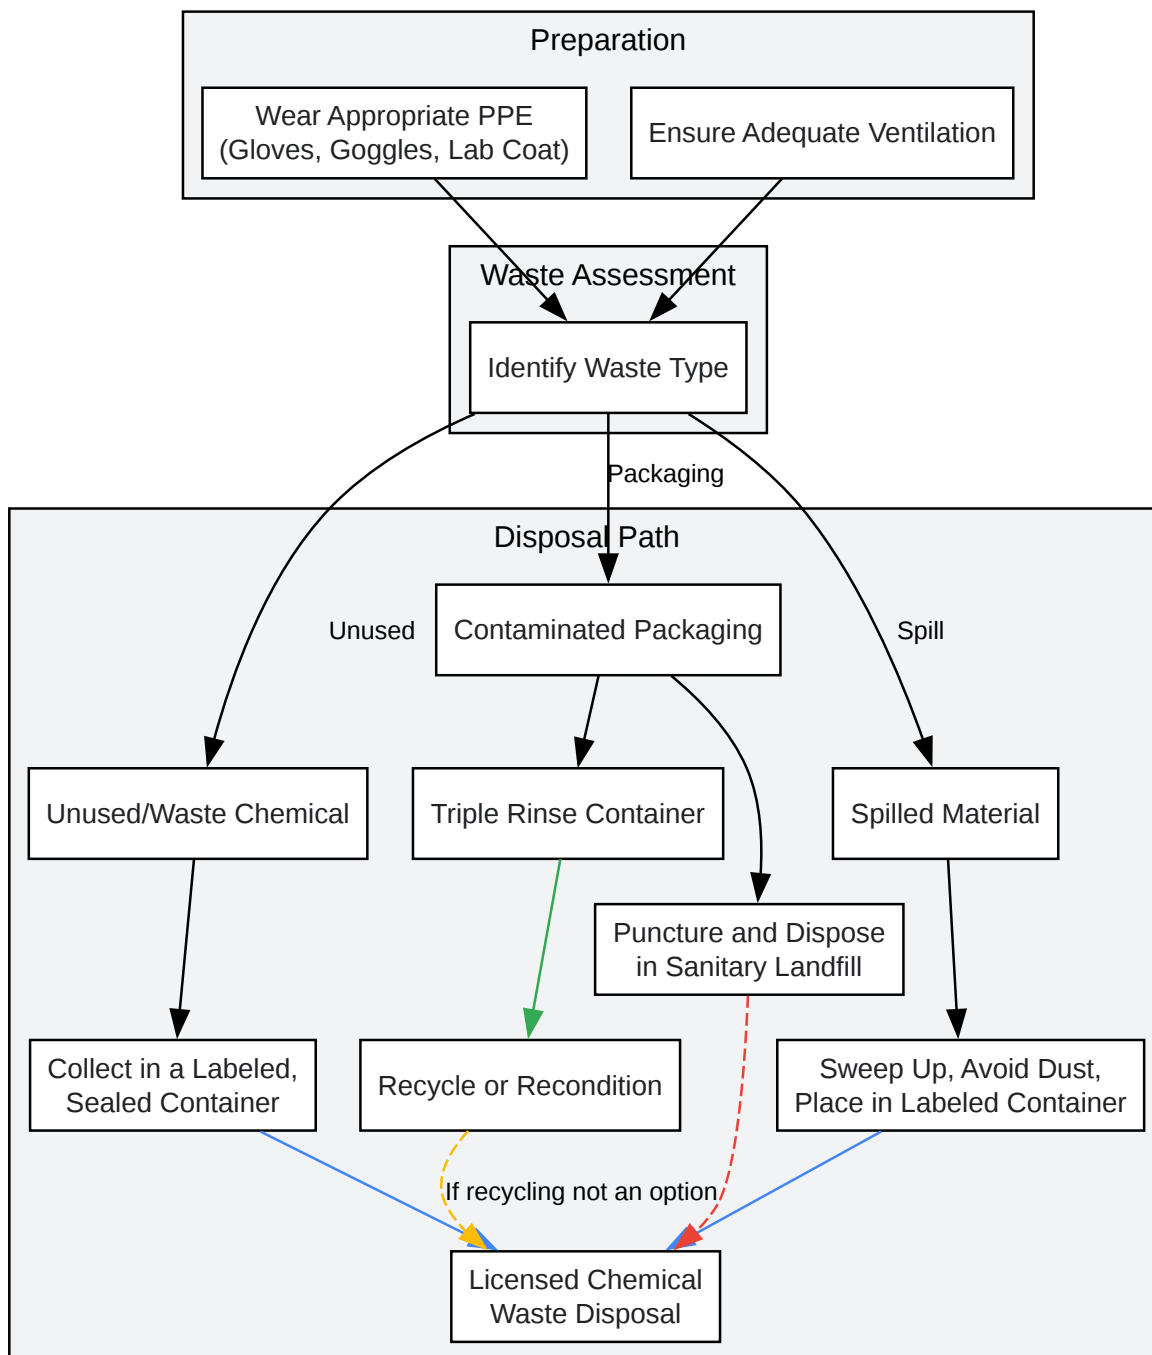 Preparation
Wear Appropriate PPE
(Gloves, Goggles, Lab Coat)
Ensure Adequate Ventilation
Waste Assessment
Identify Waste Type
Packaging
Disposal Path
Unused
Contaminated Packaging
Spill
Unused/Waste Chemical
Triple Rinse Container
Spilled Material
Puncture and Dispose
in Sanitary Landfill
Collect in a Labeled,
Sealed Container
Recycle or Recondition
Sweep Up, Avoid Dust,
Place in Labeled Container
If recycling not an option
Licensed Chemical
Waste Disposal